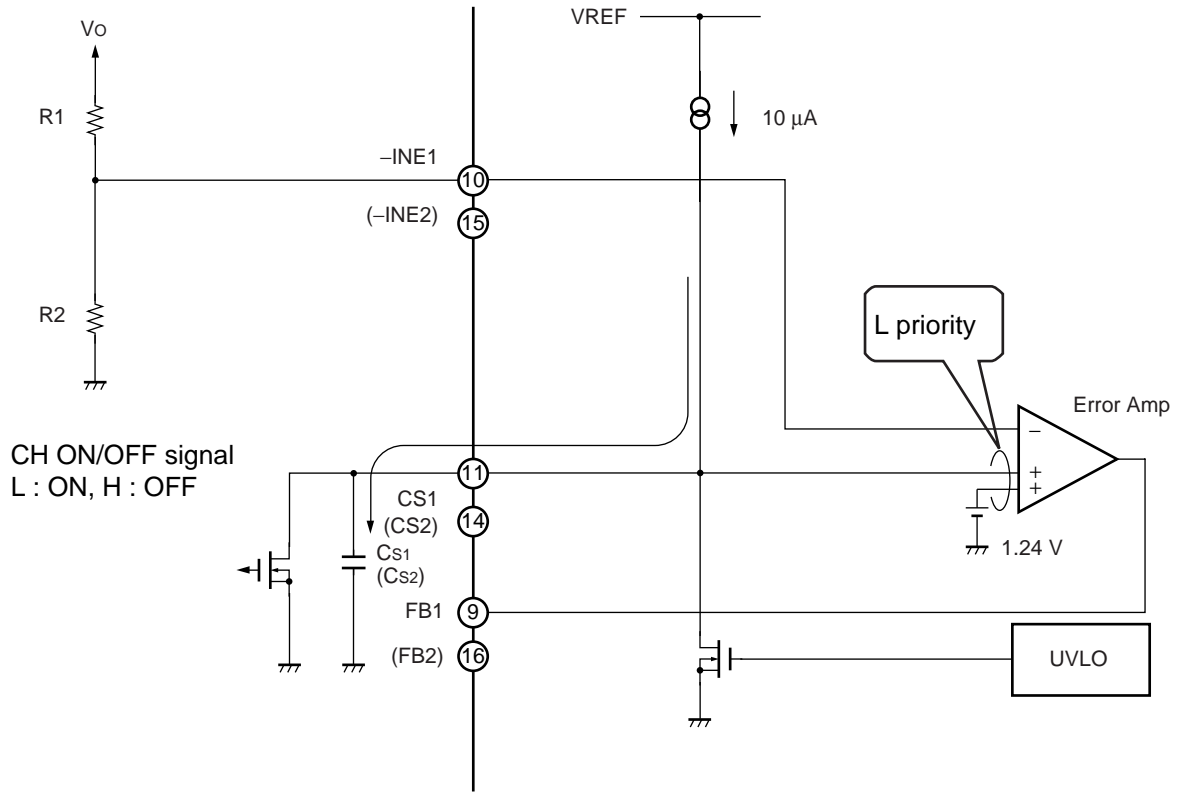 VREF
Vo
R1
10 µA
–INE1
10
(–INE2)
15
R2
L priority
Error Amp
–
+
+
1.24 V
CH ON/OFF signal
L : ON, H : OFF
11
CS1
14
(CS2)
Cs1
(Cs2)
FB1
9
(FB2)
16
UVLO